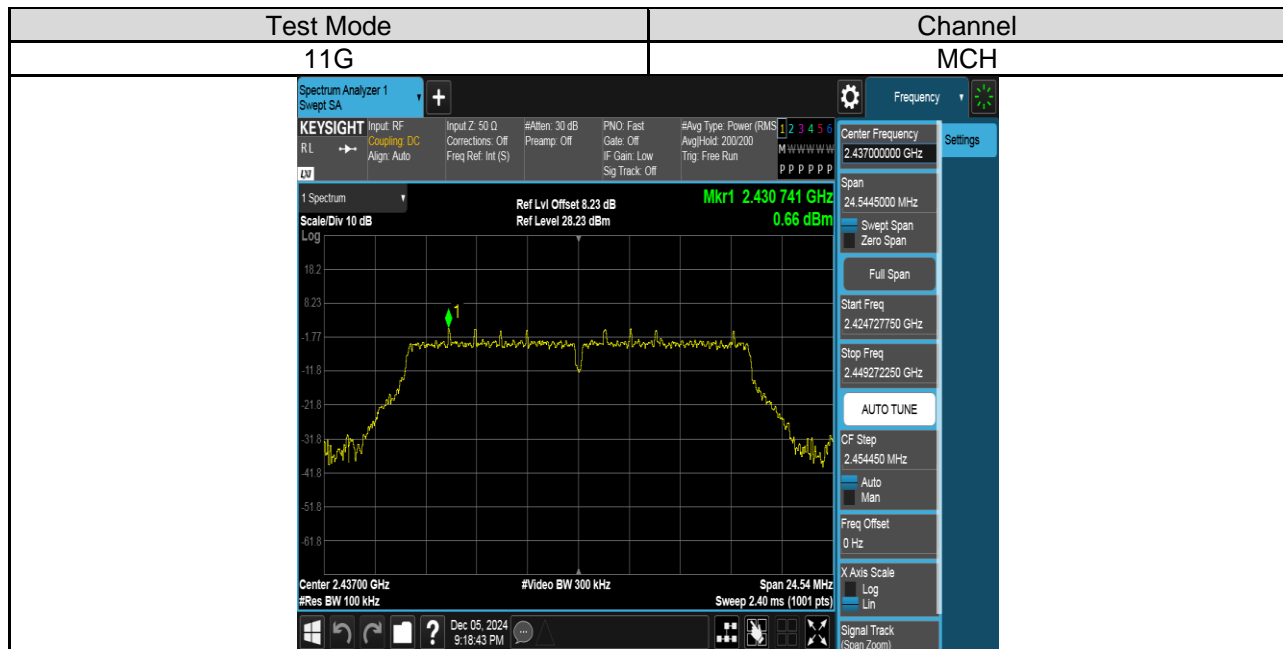 Test Mode Channel
11G MCH
Spectrum Analyzer 1
Swept SA
+
Frequency
KEYSIGHT
RL
LXI
Input: RF
Coupling: DC
Align: Auto
Input Z: 50 Ω
Corrections: Off
Freq Ref: Int (S)
#Atten: 30 dB
Preamp: Off
PNO: Fast
Gate: Off
IF Gain: Low
Sig Track: Off
#Avg Type: Power (RMS
Avg|Hold: 200/200
Trig: Free Run
1 2 3 4 5 6
M W W W W W
P P P P P P
1 Spectrum
Scale/Div 10 dB
Log
Ref Lvl Offset 8.23 dB
Ref Level 28.23 dBm
Mkr1 2.430 741 GHz
0.66 dBm
1
18.2
8.23
-1.77
-11.8
-21.8
-31.8
-41.8
-51.8
-61.8
Center 2.43700 GHz
#Res BW 100 kHz
#Video BW 300 kHz
Span 24.54 MHz
Sweep 2.40 ms (1001 pts)
Center Frequency
2.437000000 GHz
Span
24.5445000 MHz
Swept Span
Zero Span
Full Span
Start Freq
2.424727750 GHz
Stop Freq
2.449272250 GHz
AUTO TUNE
CF Step
2.454450 MHz
Auto
Man
Freq Offset
0 Hz
X Axis Scale
Log
Lin
Signal Track
(Span Zoom)
Settings
?
Dec 05, 2024
9:18:43 PM